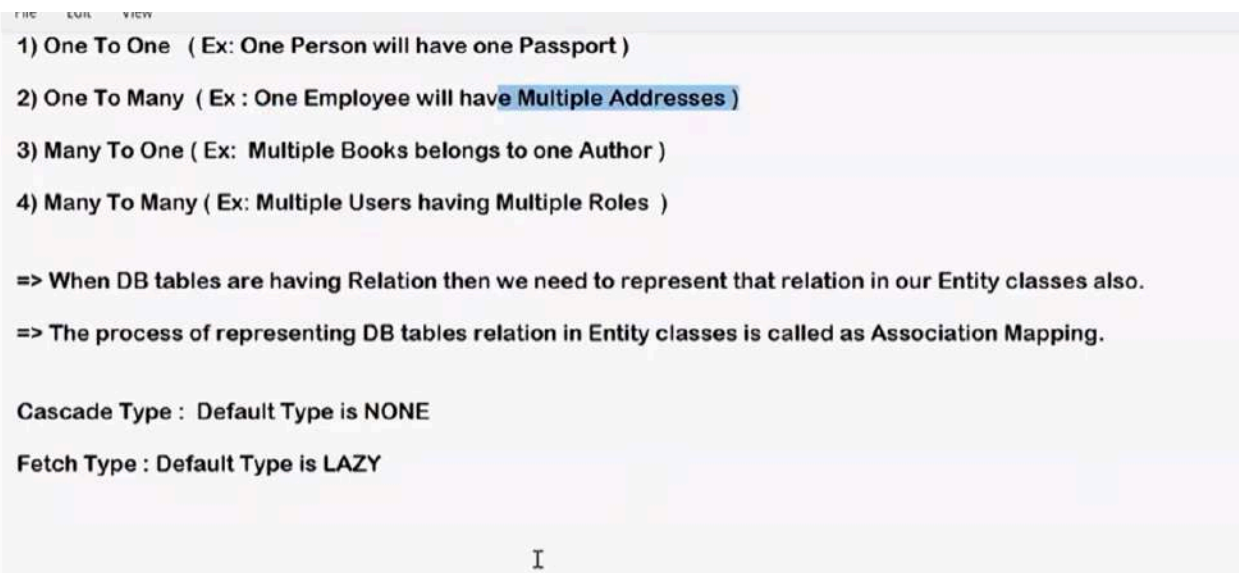 File Edit View
1) One To One ( Ex: One Person will have one Passport )
2) One To Many ( Ex : One Employee will have Multiple Addresses )
3) Many To One ( Ex: Multiple Books belongs to one Author )
4) Many To Many ( Ex: Multiple Users having Multiple Roles )
=> When DB tables are having Relation then we need to represent that relation in our Entity classes also.
=> The process of representing DB tables relation in Entity classes is called as Association Mapping.
Cascade Type : Default Type is NONE
Fetch Type : Default Type is LAZY